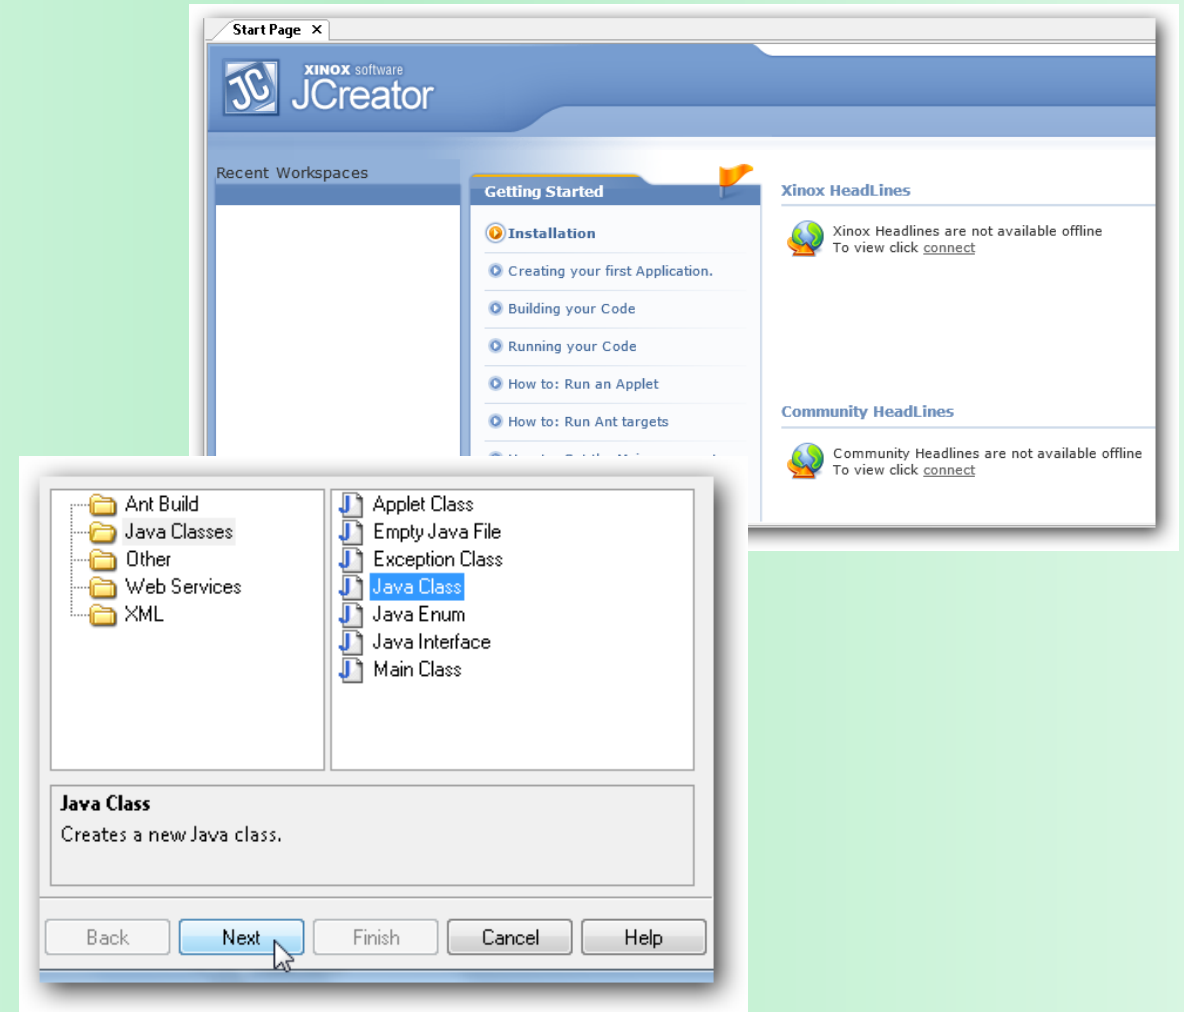 Start Page
XINOX software
JC JCreator
Recent Workspaces
Getting Started
Installation
Creating your first Application.
Building your Code
Running your Code
How to: Run an Applet
How to: Run Ant targets
Xinox HeadLines
Xinox Headlines are not available offline
To view click connect
Community HeadLines
Community Headlines are not available offline
To view click connect
Ant Build
Java Classes
Other
Web Services
XML
Applet Class
Empty Java File
Exception Class
Java Class
Java Enum
Java Interface
Main Class
Java Class
Creates a new Java class.
Back Next Finish Cancel Help